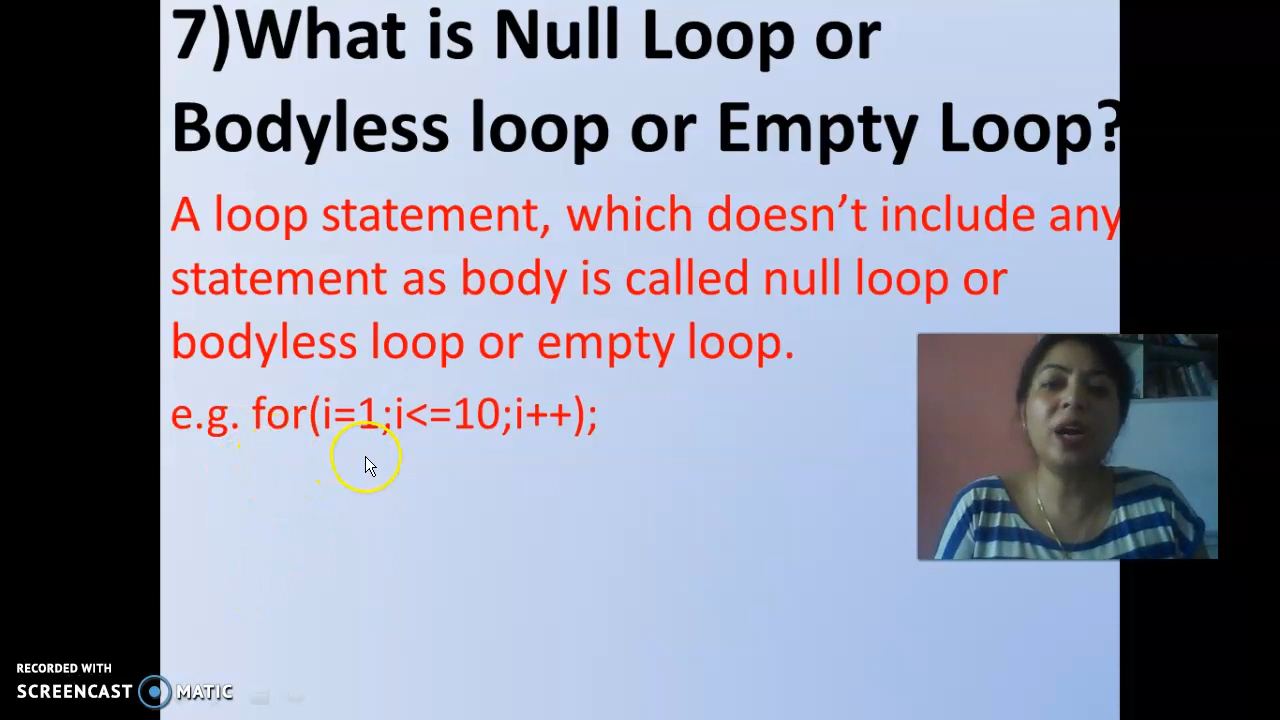 7)What is Null Loop or
Bodyless loop or Empty Loop?
A loop statement, which doesn’t include any
statement as body is called null loop or
bodyless loop or empty loop.
e.g. for(i=1;i<=10;i++);
RECORDED WITH
SCREENCAST MATIC